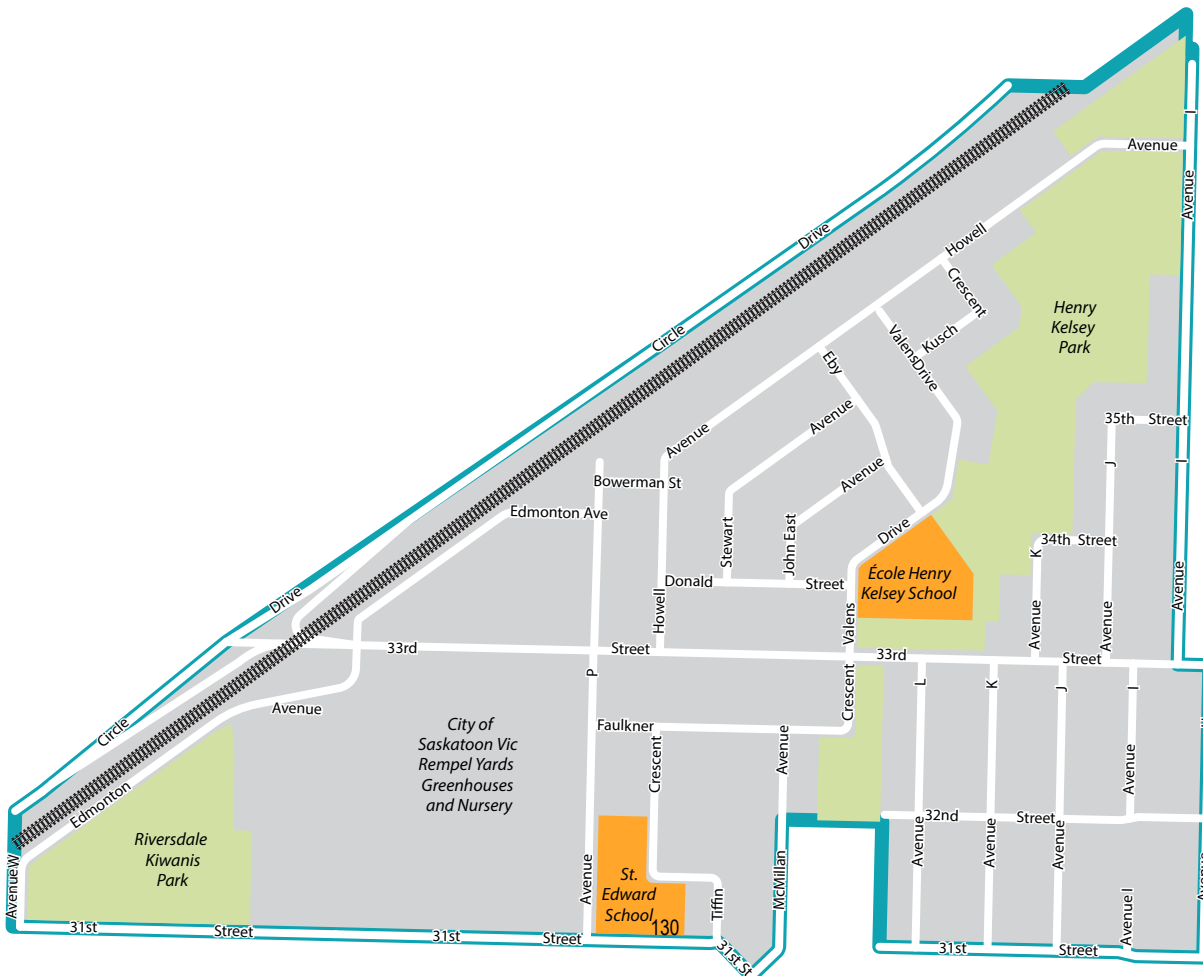 I
Avenue
Avenue
Drive
Howell
Crescent
Henry
Kelsey
Park
Circle
Kusch
Valens
Drive
Eby
Avenue
35th Street
Avenue
J
I
Avenue
Bowerman St
Edmonton Ave
Stewart
John East
Drive
34th Street
K
École Henry
Kelsey School
Donald
Street
Drive
Howell
Valens
Avenue
Avenue
Avenue
33rd
Street
33rd
Street
P
L
K
J
I
Crescent
Avenue
Faulkner
Circle
City of
Saskatoon Vic
Rempel Yards
Greenhouses
and Nursery
Crescent
Avenue
Avenue
Edmonton
32nd
Street
Riversdale
Kiwanis
Park
Avenue
Avenue
Avenue
Avenue W
Avenue
St.
Edward
School
130
Tiffin
McMillan
Avenue I
31st
Street
31st
Street
31st St
31st
Street